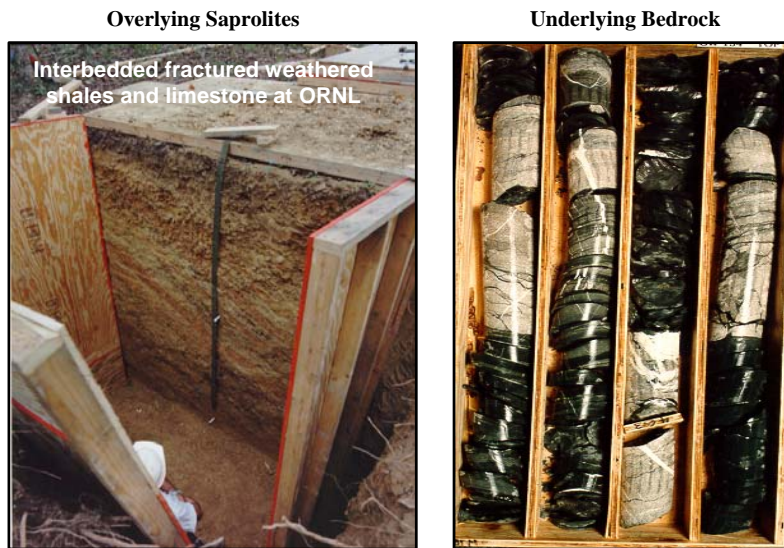 Overlying Saprolites
Underlying Bedrock
Interbedded fractured weathered
shales and limestone at ORNL